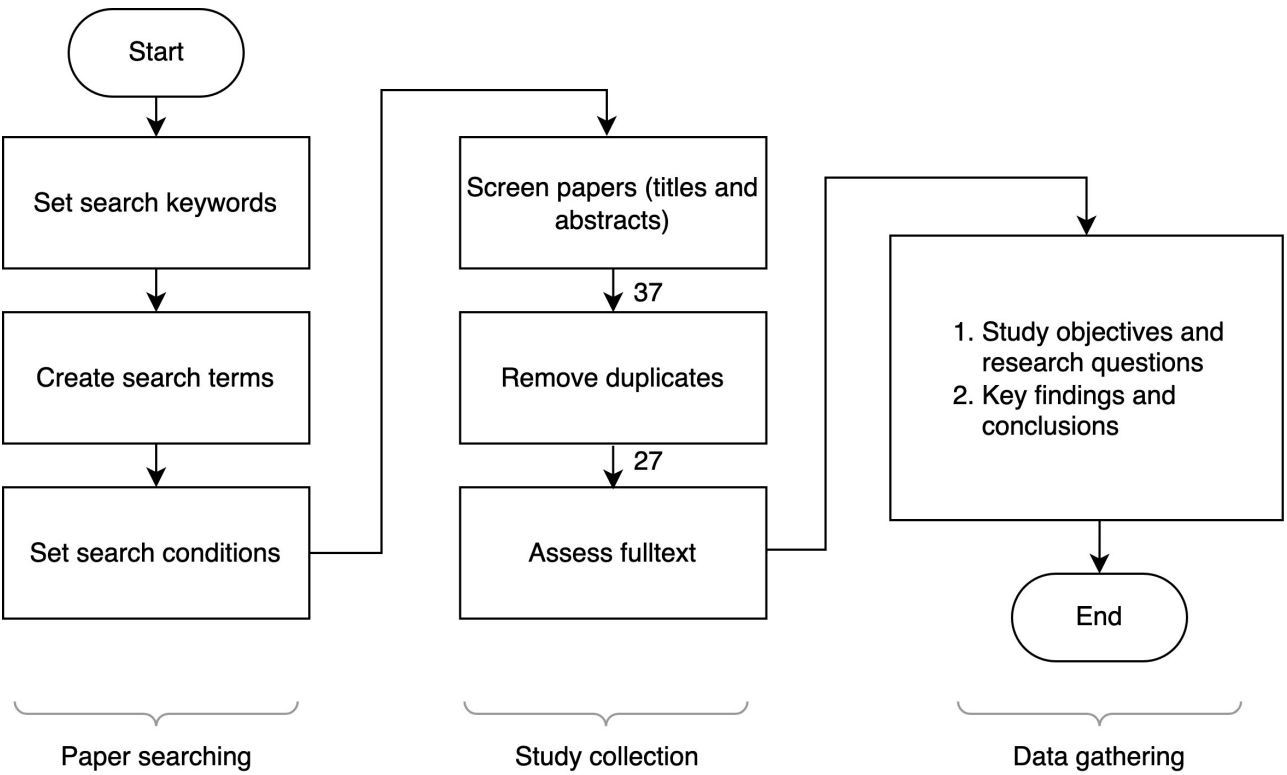 Start
Set search keywords
Create search terms
Set search conditions
Paper searching
Screen papers (titles and
abstracts)
37
Remove duplicates
27
Assess fulltext
Study collection
1. Study objectives and
research questions
2. Key findings and
conclusions
End
Data gathering